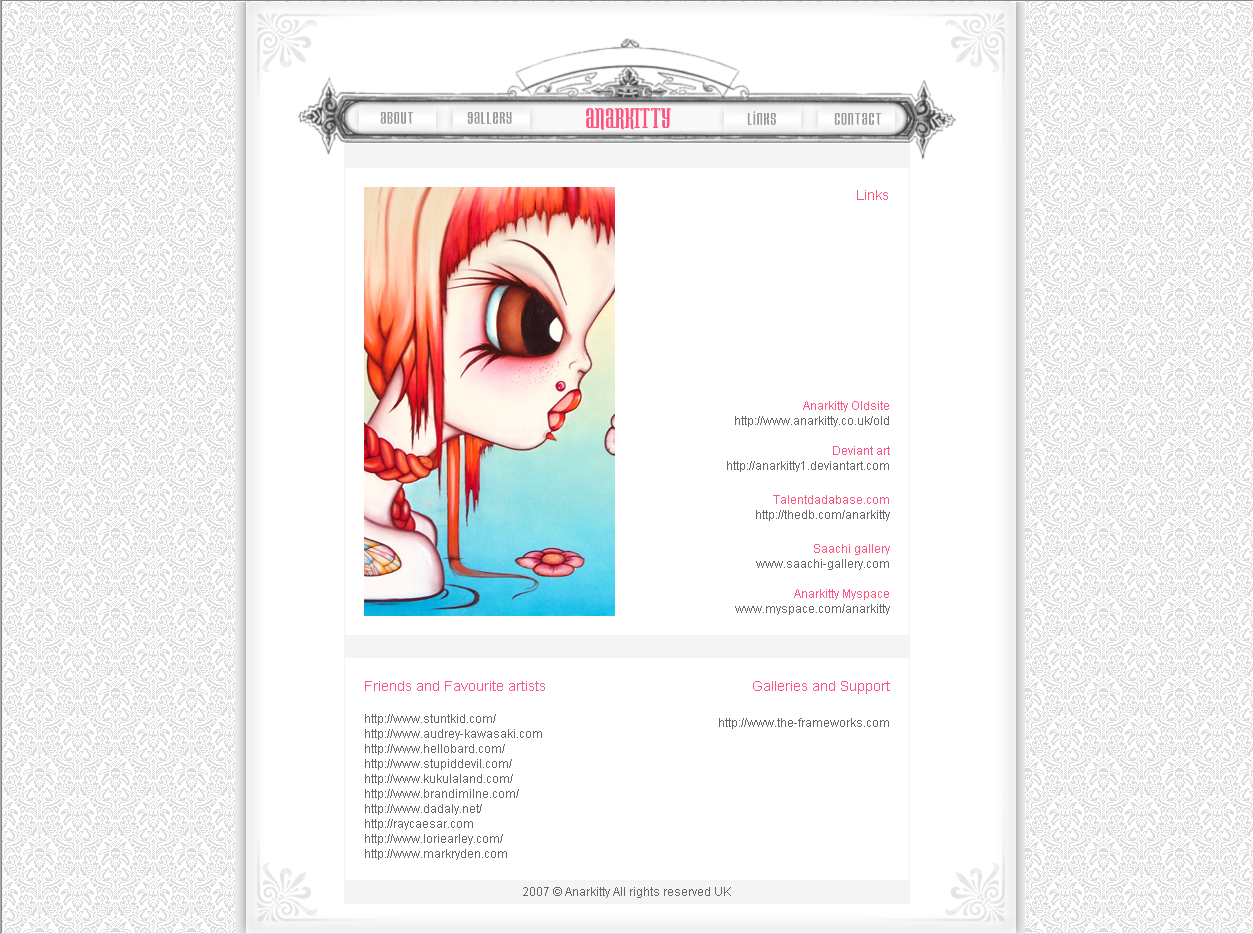 ABOUT
GALLERY
ANARKITTY
LINKS
CONTACT
Links
Anarkitty Oldsite
http://www.anarkitty.co.uk/old
Deviant art
http://anarkitty1.deviantart.com
Talentdadabase.com
http://thedb.com/anarkitty
Saachi gallery
www.saachi-gallery.com
Anarkitty Myspace
www.myspace.com/anarkitty
Friends and Favourite artists
http://www.stuntkid.com/
http://www.audrey-kawasaki.com
http://www.hellobard.com/
http://www.stupiddevil.com/
http://www.kukulaland.com/
http://www.brandimilne.com/
http://www.dadaly.net/
http://raycaesar.com
http://www.loriearley.com/
http://www.markryden.com
Galleries and Support
http://www.the-frameworks.com
2007 © Anarkitty All rights reserved UK